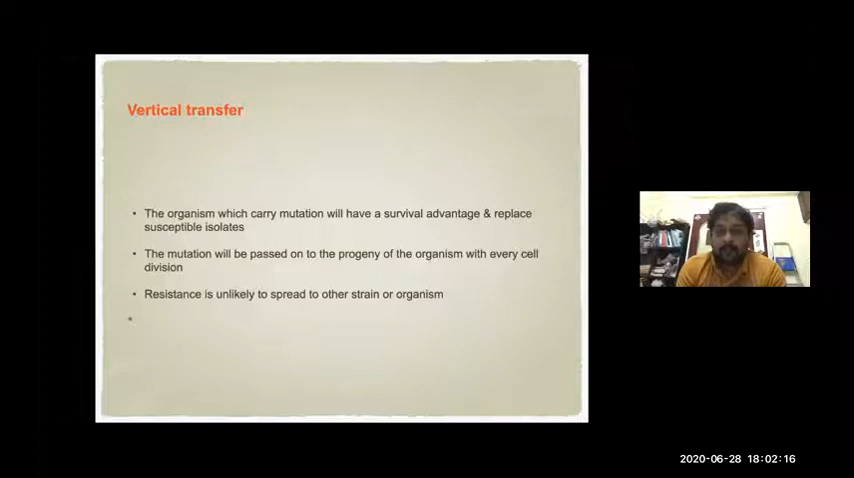 Vertical transfer
• The organism which carry mutation will have a survival advantage & replace
susceptible isolates
• The mutation will be passed on to the progeny of the organism with every cell
division
• Resistance is unlikely to spread to other strain or organism
•
2020-06-28 18:02:16